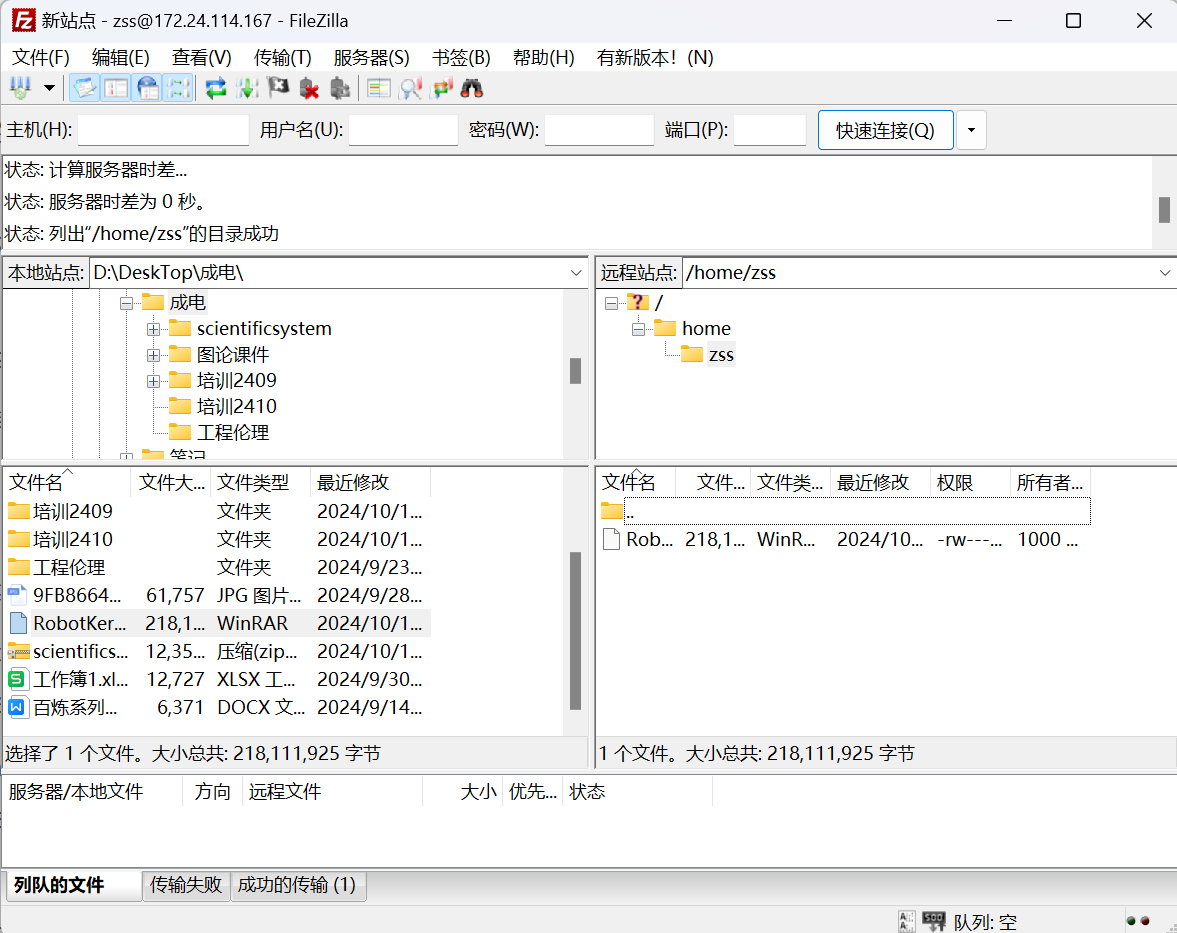 新站点 - zss@172.24.114.167 - FileZilla
文件(F) 编辑(E) 查看(V) 传输(T) 服务器(S) 书签(B) 帮助(H) 有新版本！(N)
主机(H): 用户名(U): 密码(W): 端口(P): 快速连接(Q)
状态: 计算服务器时差...
状态: 服务器时差为 0 秒。
状态: 列出“/home/zss”的目录成功
本地站点: D:\DeskTop\成电\
成电
scientificsystem
图论课件
培训2409
培训2410
工程伦理
笔记
远程站点: /home/zss
/
home
zss
文件名 文件大... 文件类型 最近修改
培训2409 文件夹 2024/10/1...
培训2410 文件夹 2024/10/1...
工程伦理 文件夹 2024/9/23...
9FB8664... 61,757 JPG 图片... 2024/9/28...
RobotKer... 218,1... WinRAR 2024/10/1...
scientifics... 12,35... 压缩(zip... 2024/10/1...
工作簿1.xl... 12,727 XLSX 工... 2024/9/30...
百炼系列... 6,371 DOCX 文... 2024/9/14...
选择了 1 个文件。大小总共: 218,111,925 字节
文件名 文件... 文件类... 最近修改 权限 所有者...
..
Rob... 218,1... WinR... 2024/10... -rw---... 1000 ...
1 个文件。大小总共: 218,111,925 字节
服务器/本地文件 方向 远程文件 大小 优先... 状态
列队的文件 传输失败 成功的传输 (1)
队列: 空